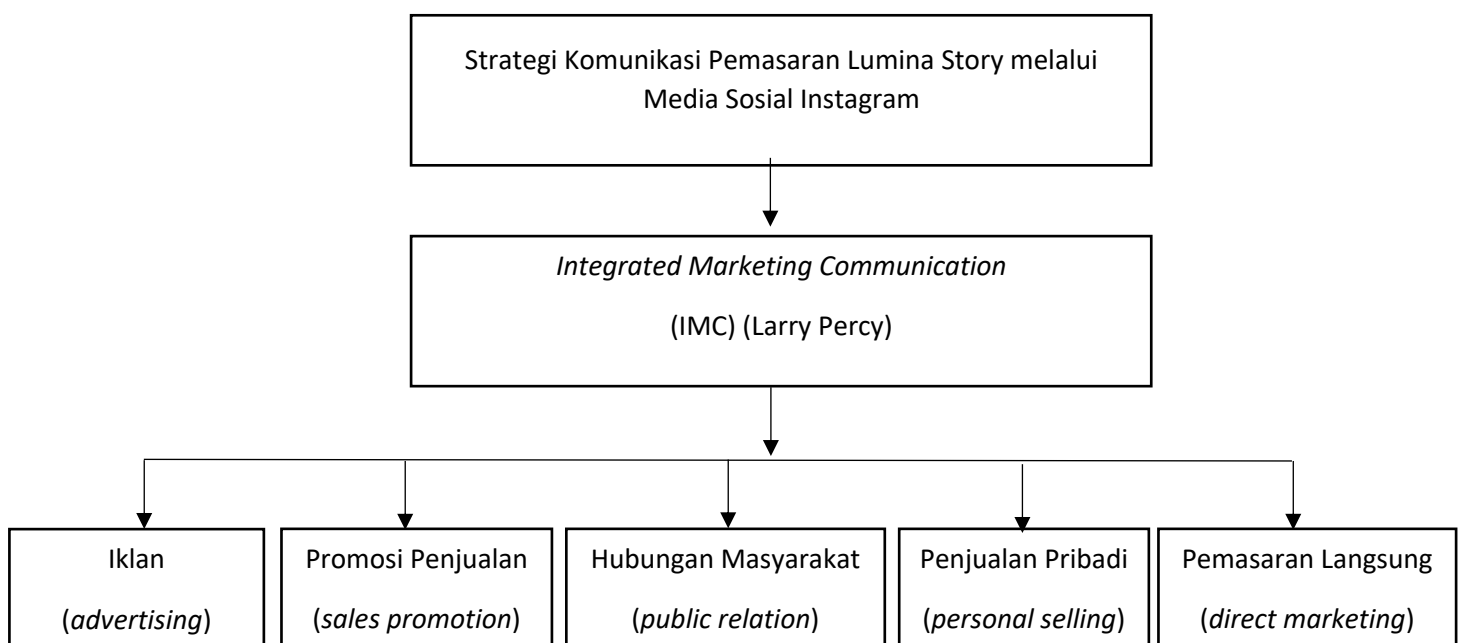 Strategi Komunikasi Pemasaran Lumina Story melalui
Media Sosial Instagram
Integrated Marketing Communication
(IMC) (Larry Percy)
Iklan
(advertising)
Promosi Penjualan
(sales promotion)
Hubungan Masyarakat
(public relation)
Penjualan Pribadi
(personal selling)
Pemasaran Langsung
(direct marketing)